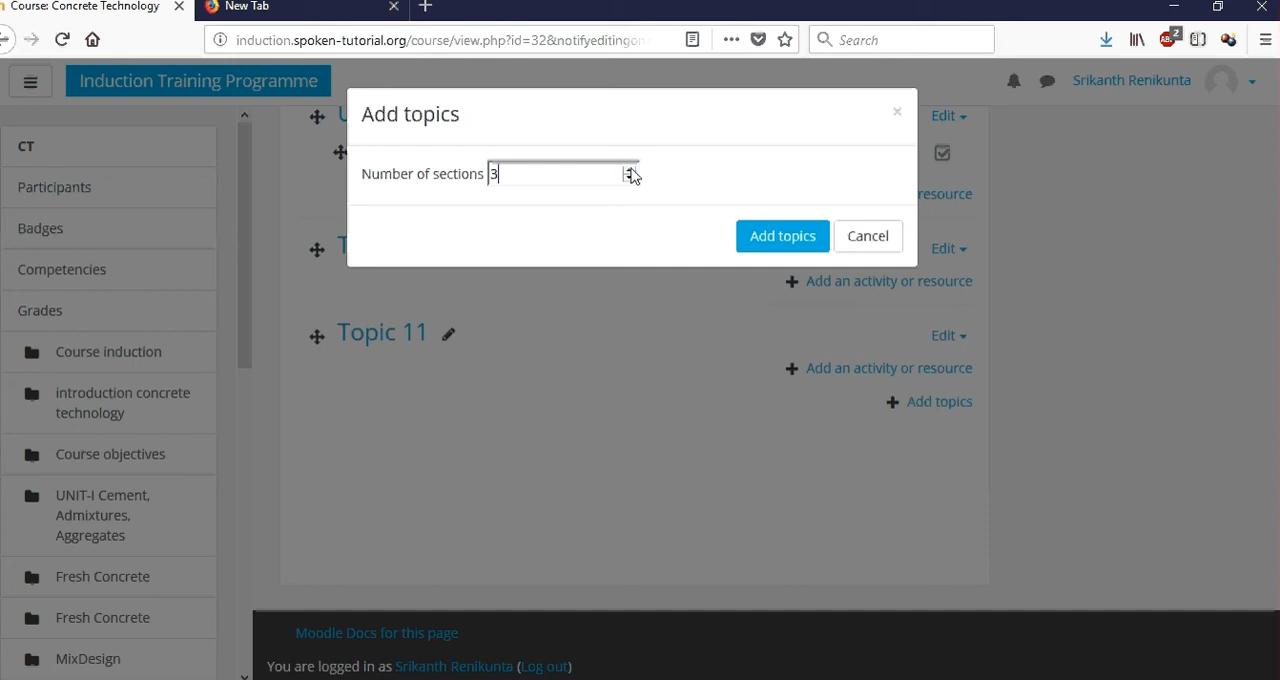 Course: Concrete Technology
New Tab
induction.spoken-tutorial.org/course/view.php?id=32&notifyeditingon
Search
2
Induction Training Programme
Srikanth Renikunta
Add topics
Number of sections 3
Add topics
Cancel
Edit
resource
Edit
Add an activity or resource
Topic 11
Edit
Add an activity or resource
Add topics
CT
Participants
Badges
Competencies
Grades
Course induction
introduction concrete
technology
Course objectives
UNIT-I Cement,
Admixtures,
Aggregates
Fresh Concrete
Fresh Concrete
MixDesign
Moodle Docs for this page
You are logged in as Srikanth Renikunta (Log out)